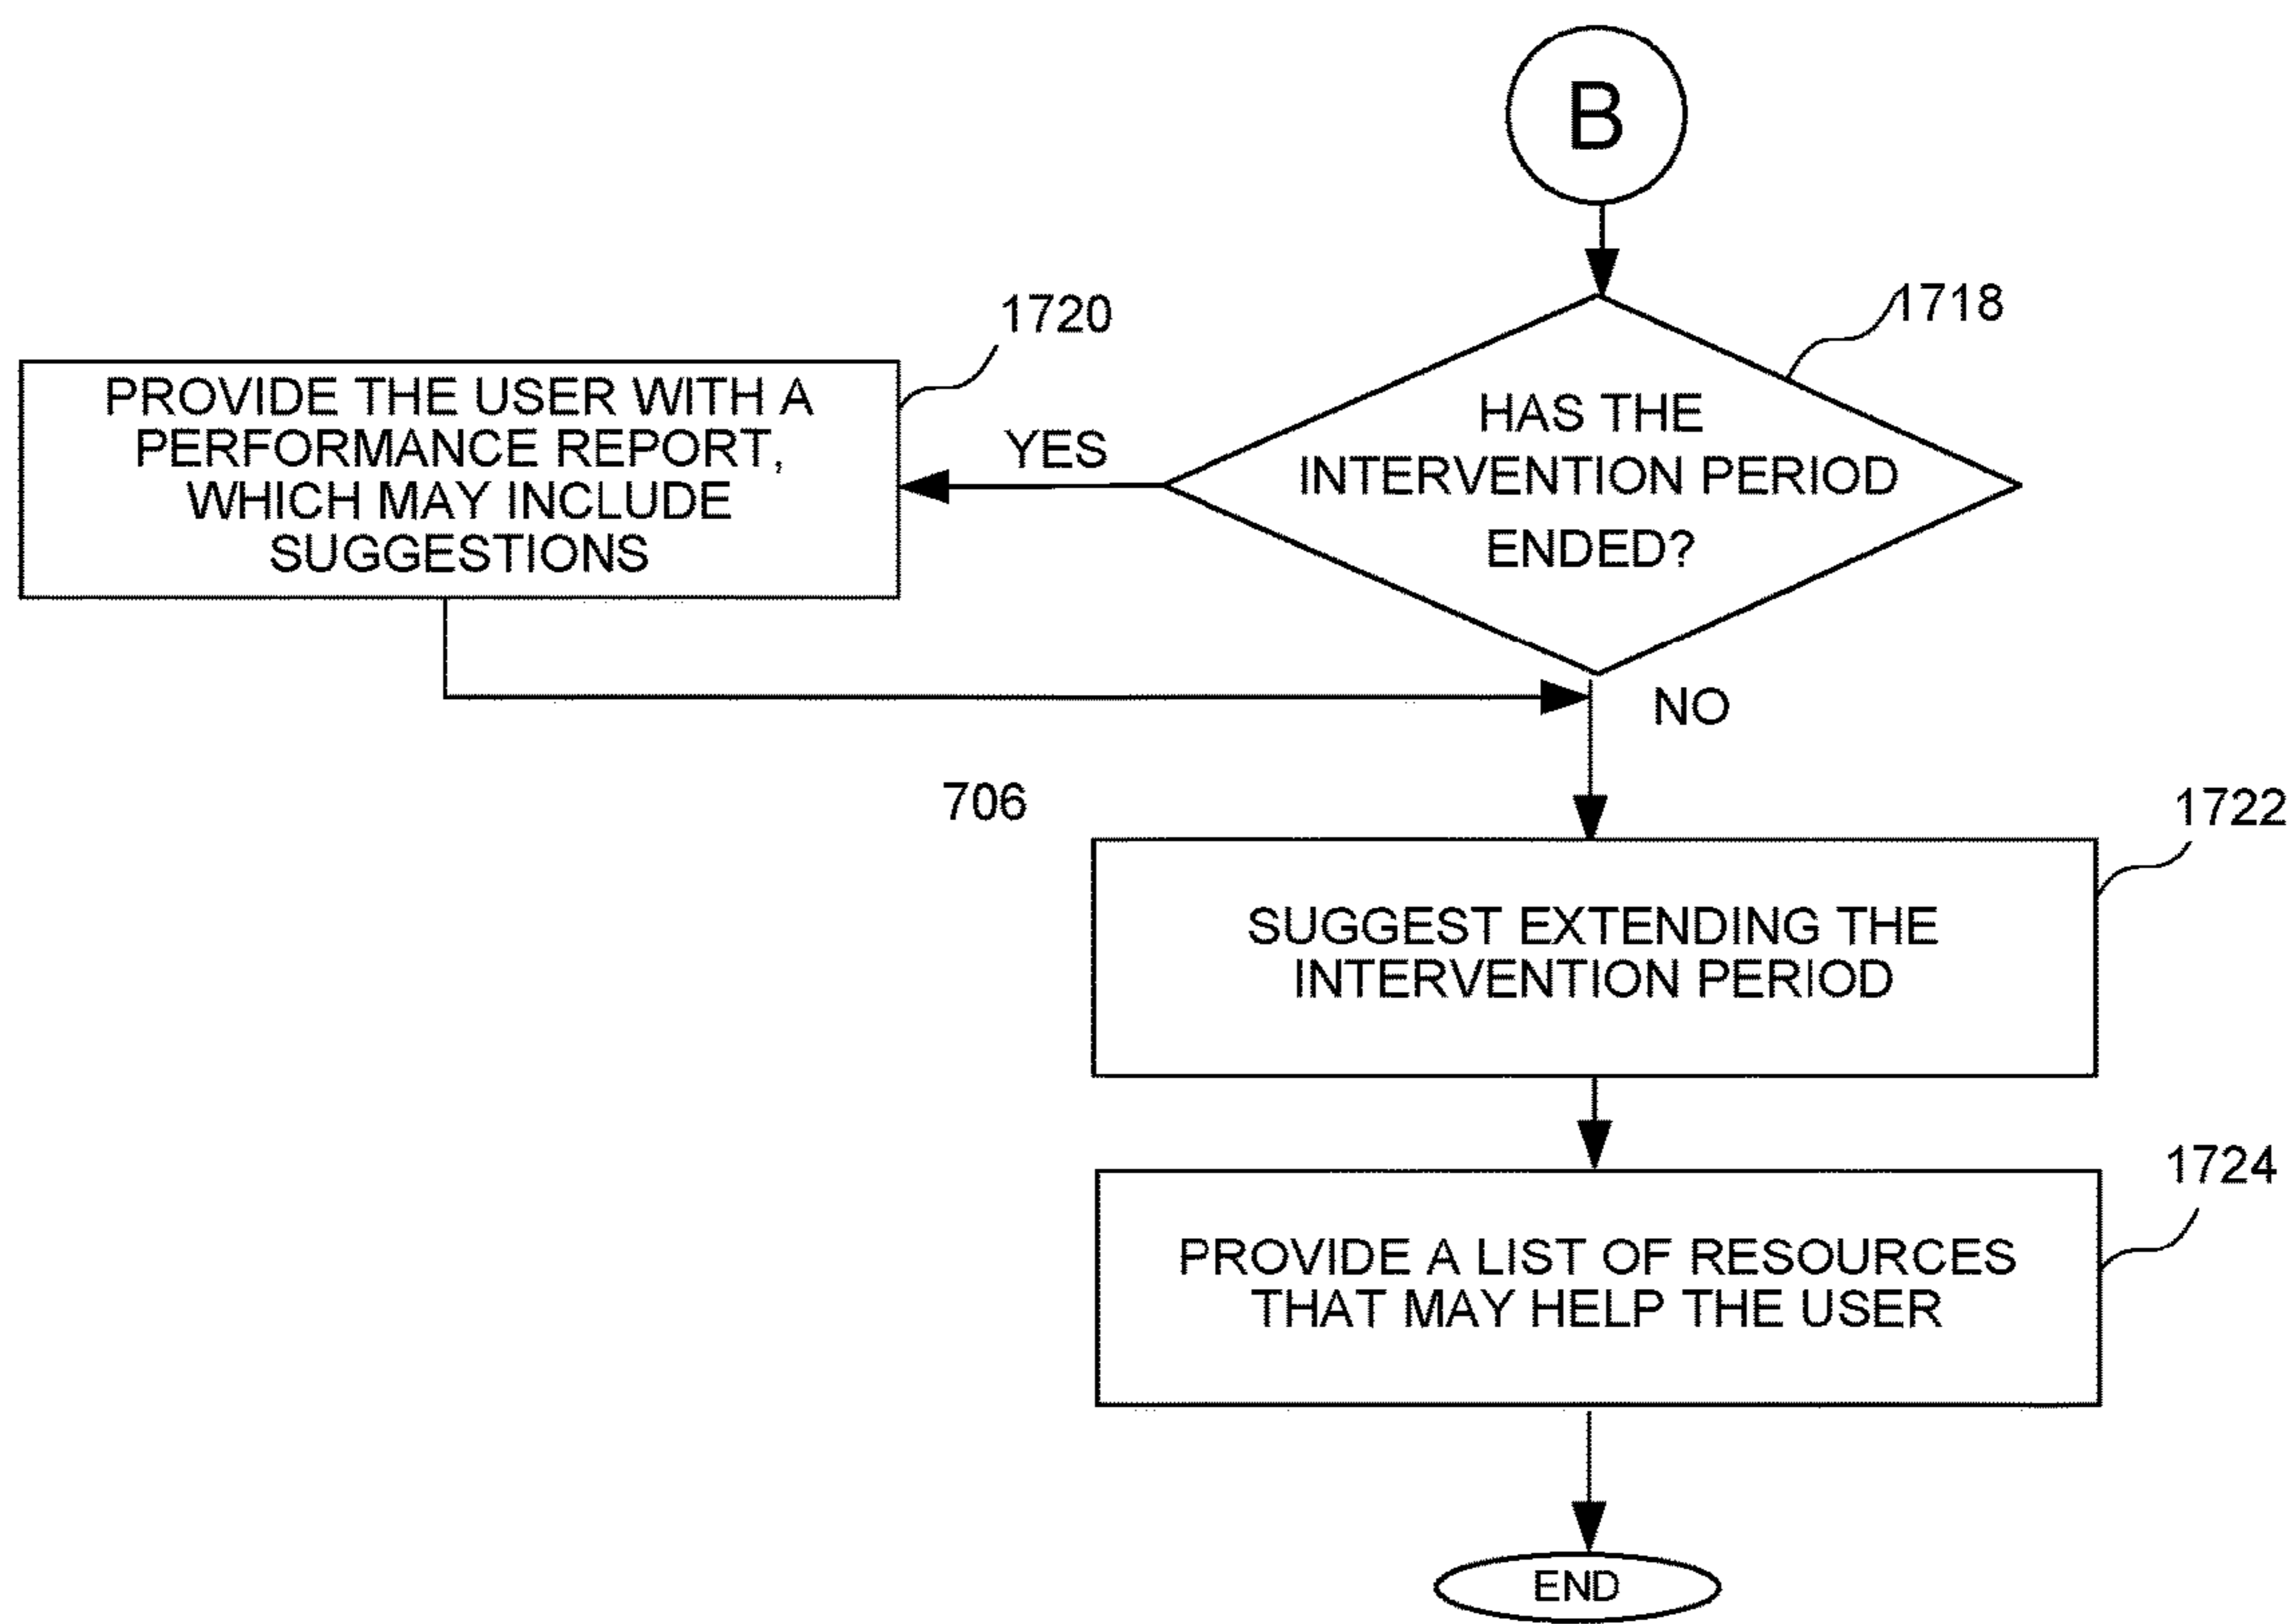 B
1718
HAS THE
INTERVENTION PERIOD
ENDED?
YES
1720
PROVIDE THE USER WITH A
PERFORMANCE REPORT,
WHICH MAY INCLUDE
SUGGESTIONS
NO
706
1722
SUGGEST EXTENDING THE
INTERVENTION PERIOD
1724
PROVIDE A LIST OF RESOURCES
THAT MAY HELP THE USER
END